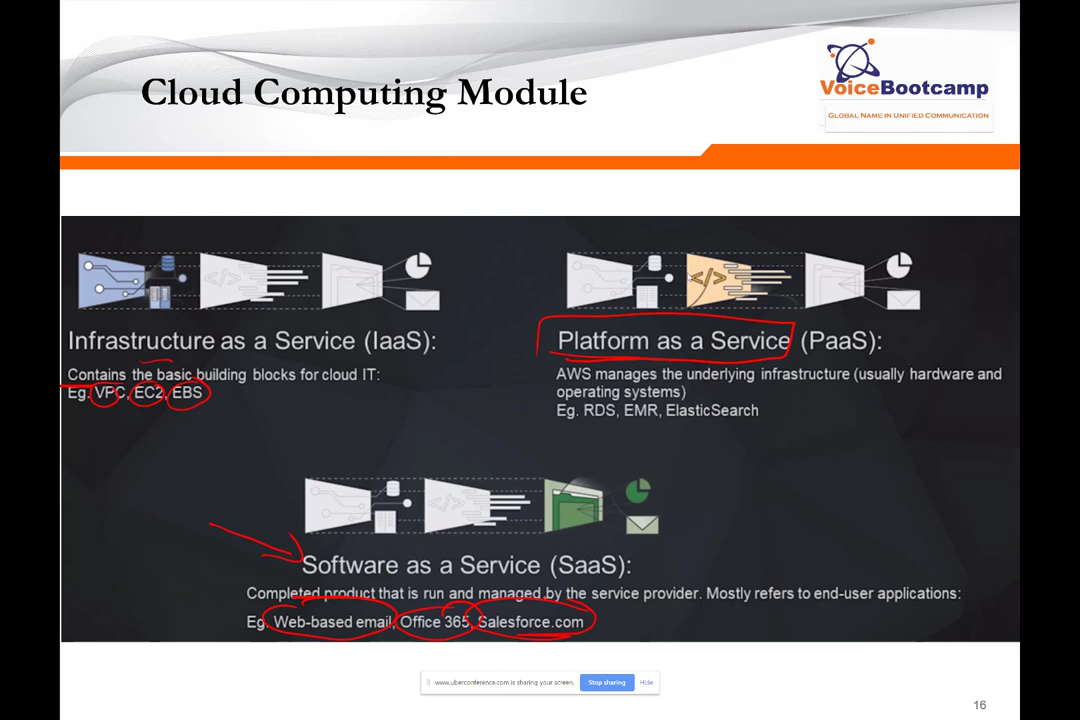 Cloud Computing Module
VoiceBootcamp
GLOBAL NAME IN UNIFIED COMMUNICATION
</>
</>
Infrastructure as a Service (IaaS):
Contains the basic building blocks for cloud IT:
Eg. VPC, EC2, EBS
Platform as a Service (PaaS):
AWS manages the underlying infrastructure (usually hardware and
operating systems)
Eg. RDS, EMR, ElasticSearch
</>
Software as a Service (SaaS):
Completed product that is run and managed by the service provider. Mostly refers to end-user applications:
Eg. Web-based email, Office 365, Salesforce.com
www.uberconference.com is sharing your screen.
Stop sharing
Hide
16